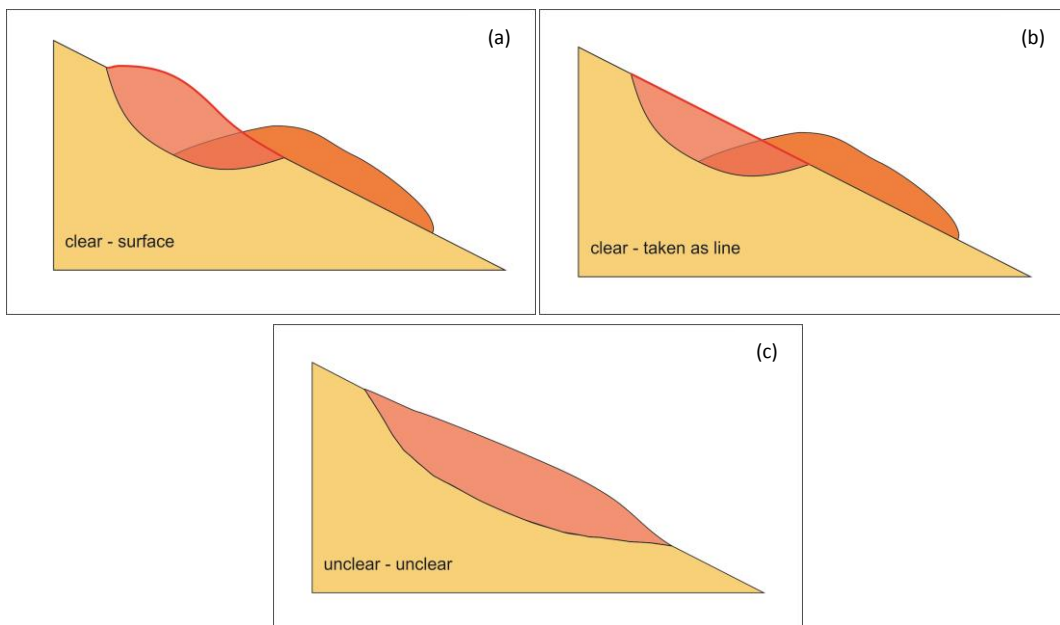 (a)
clear - surface
(b)
clear - taken as line
(c)
unclear - unclear